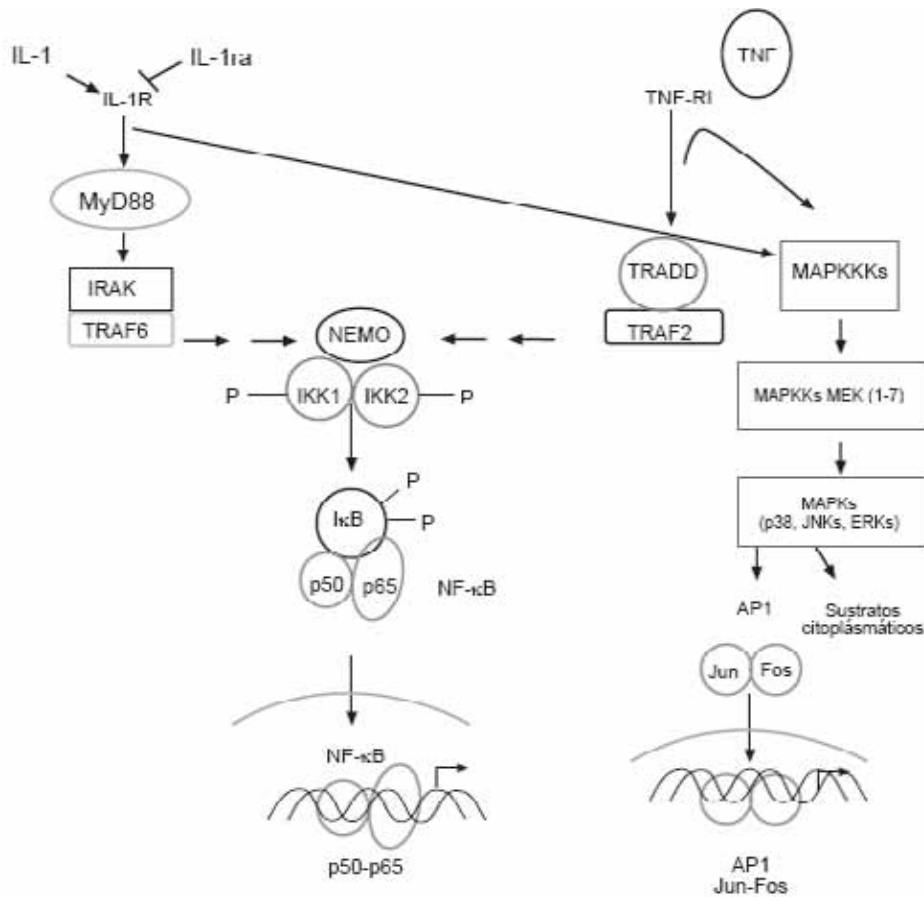 IL-1
IL-1ra
IL-1R
TNF
TNF-RI
MyD88
IRAK
TRAF6
TRADD
TRAF2
MAPKKKs
NEMO
P
IKK1
IKK2
P
MAPKKs MEK (1-7)
IκB
P
P
p50
p65
NF-κB
MAPKs
(p38, JNKs, ERKs)
AP1
Sustratos
citoplásmáticos
Jun
Fos
NF-κB
p50-p65
AP1
Jun-Fos